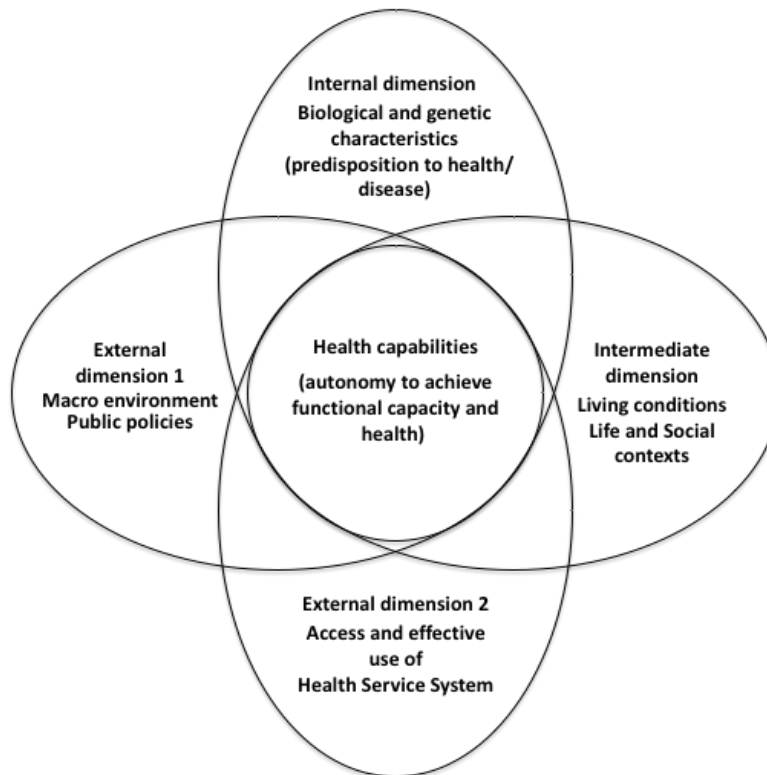 Internal dimension
Biological and genetic
characteristics
(predisposition to health/
disease)
External
dimension 1
Macro environment
Public policies
Health capabilities
(autonomy to achieve
functional capacity and
health)
Intermediate
dimension
Living conditions
Life and Social
contexts
External dimension 2
Access and effective
use of
Health Service System